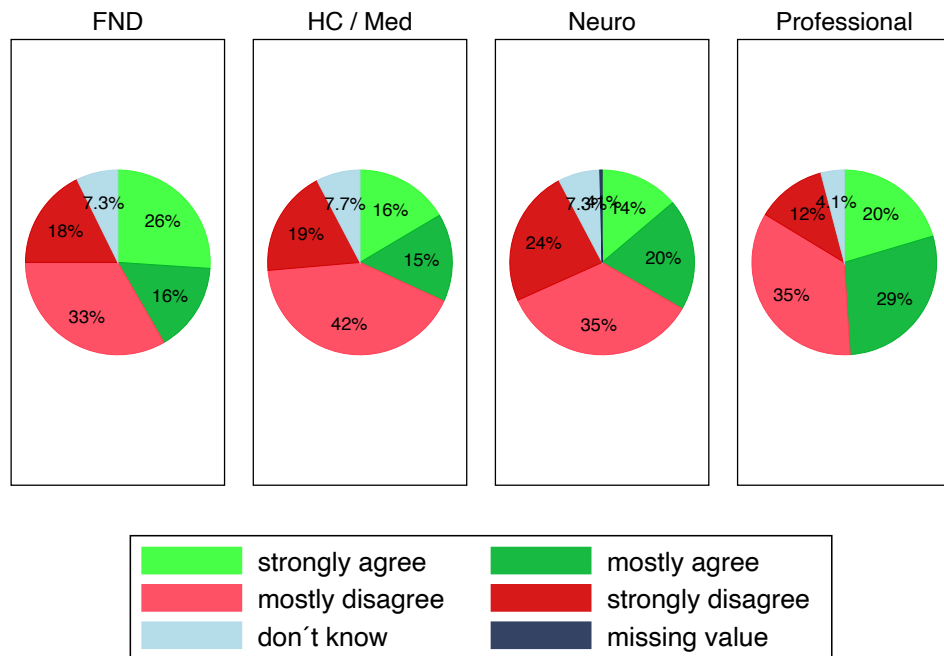 FND
HC / Med
Neuro
Professional
7.3%
26%
18%
16%
33%
7.7%
16%
19%
15%
42%
7.3%
14%
24%
20%
35%
4.1%
20%
12%
29%
35%
strongly agree
mostly agree
mostly disagree
strongly disagree
don´t know
missing value